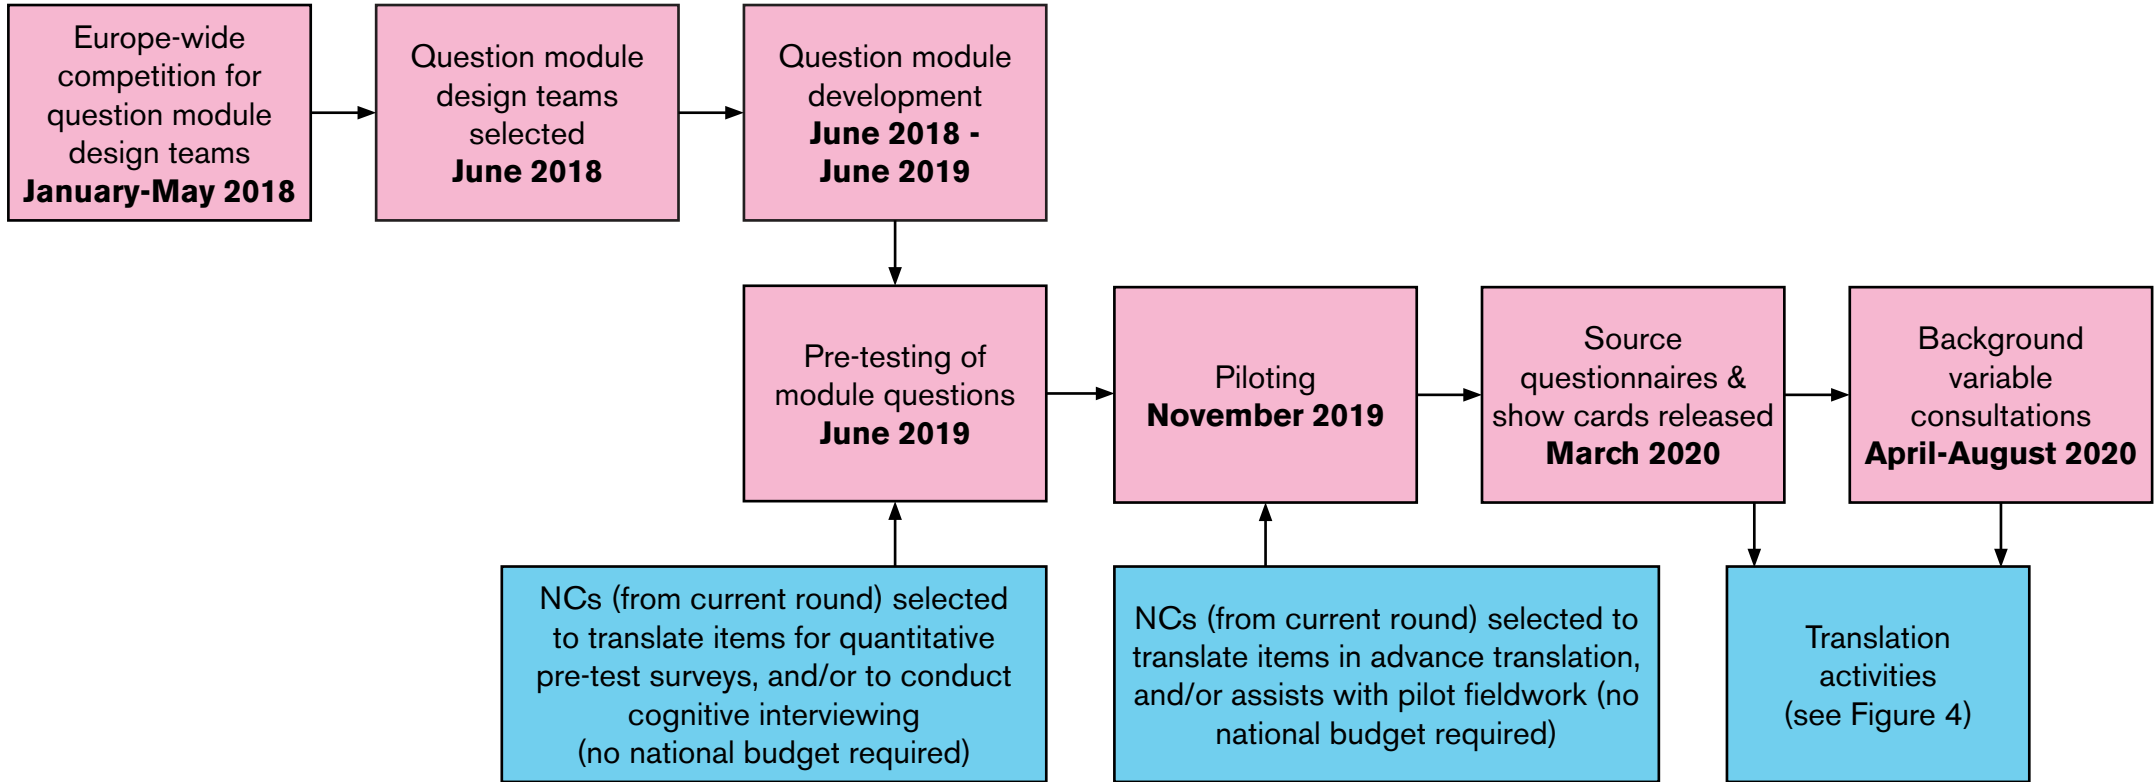 Europe-wide
competition for
question module
design teams
January-May 2018
Question module
design teams
selected
June 2018
Question module
development
June 2018 -
June 2019
Pre-testing of
module questions
June 2019
Piloting
November 2019
Source
questionnaires &
show cards released
March 2020
Background
variable
consultations
April-August 2020
NCs (from current round) selected
to translate items for quantitative
pre-test surveys, and/or to conduct
cognitive interviewing
(no national budget required)
NCs (from current round) selected to
translate items in advance translation,
and/or assists with pilot fieldwork (no
national budget required)
Translation
activities
(see Figure 4)